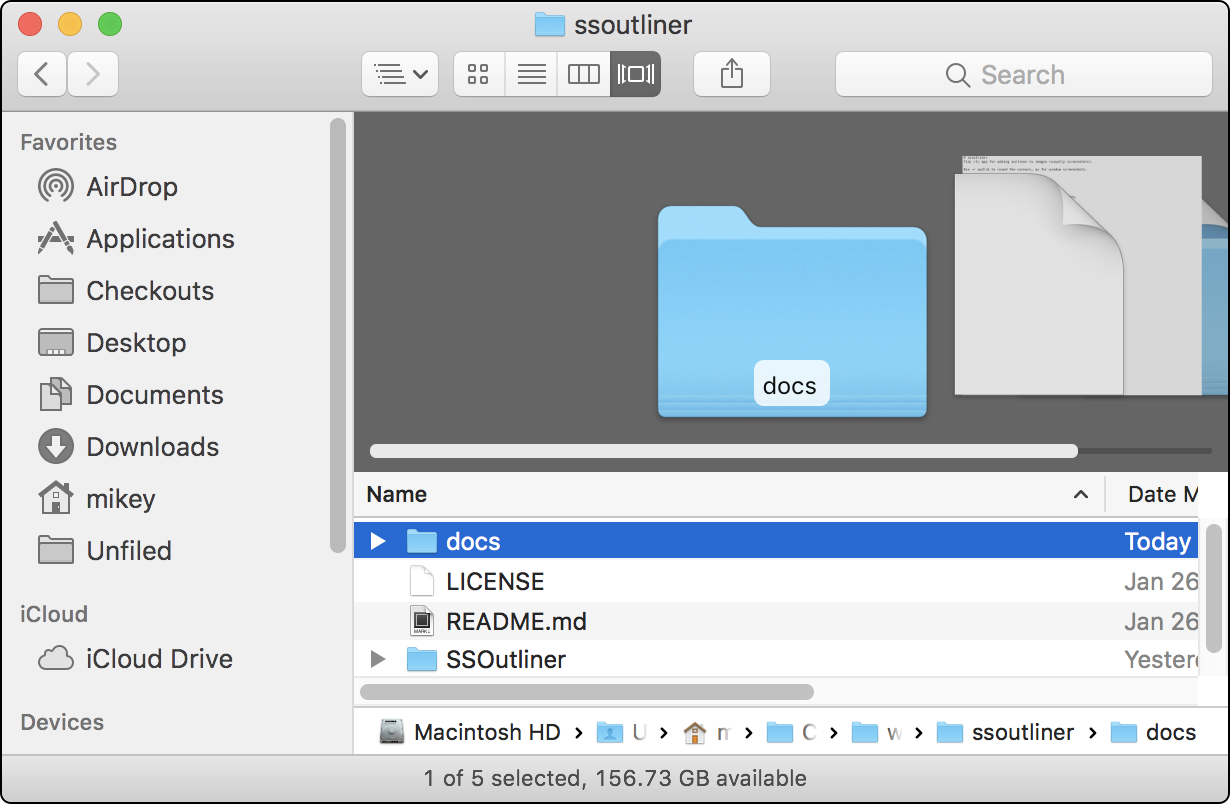 ssoutliner
Search
Favorites
AirDrop
Applications
Checkouts
Desktop
Documents
Downloads
mikey
Unfiled
iCloud
iCloud Drive
Devices
docs
Name Date M
docs Today
LICENSE Jan 26
README.md Jan 26
SSOutliner Yester
Macintosh HD › U › m › C › w › ssoutliner › docs
1 of 5 selected, 156.73 GB available